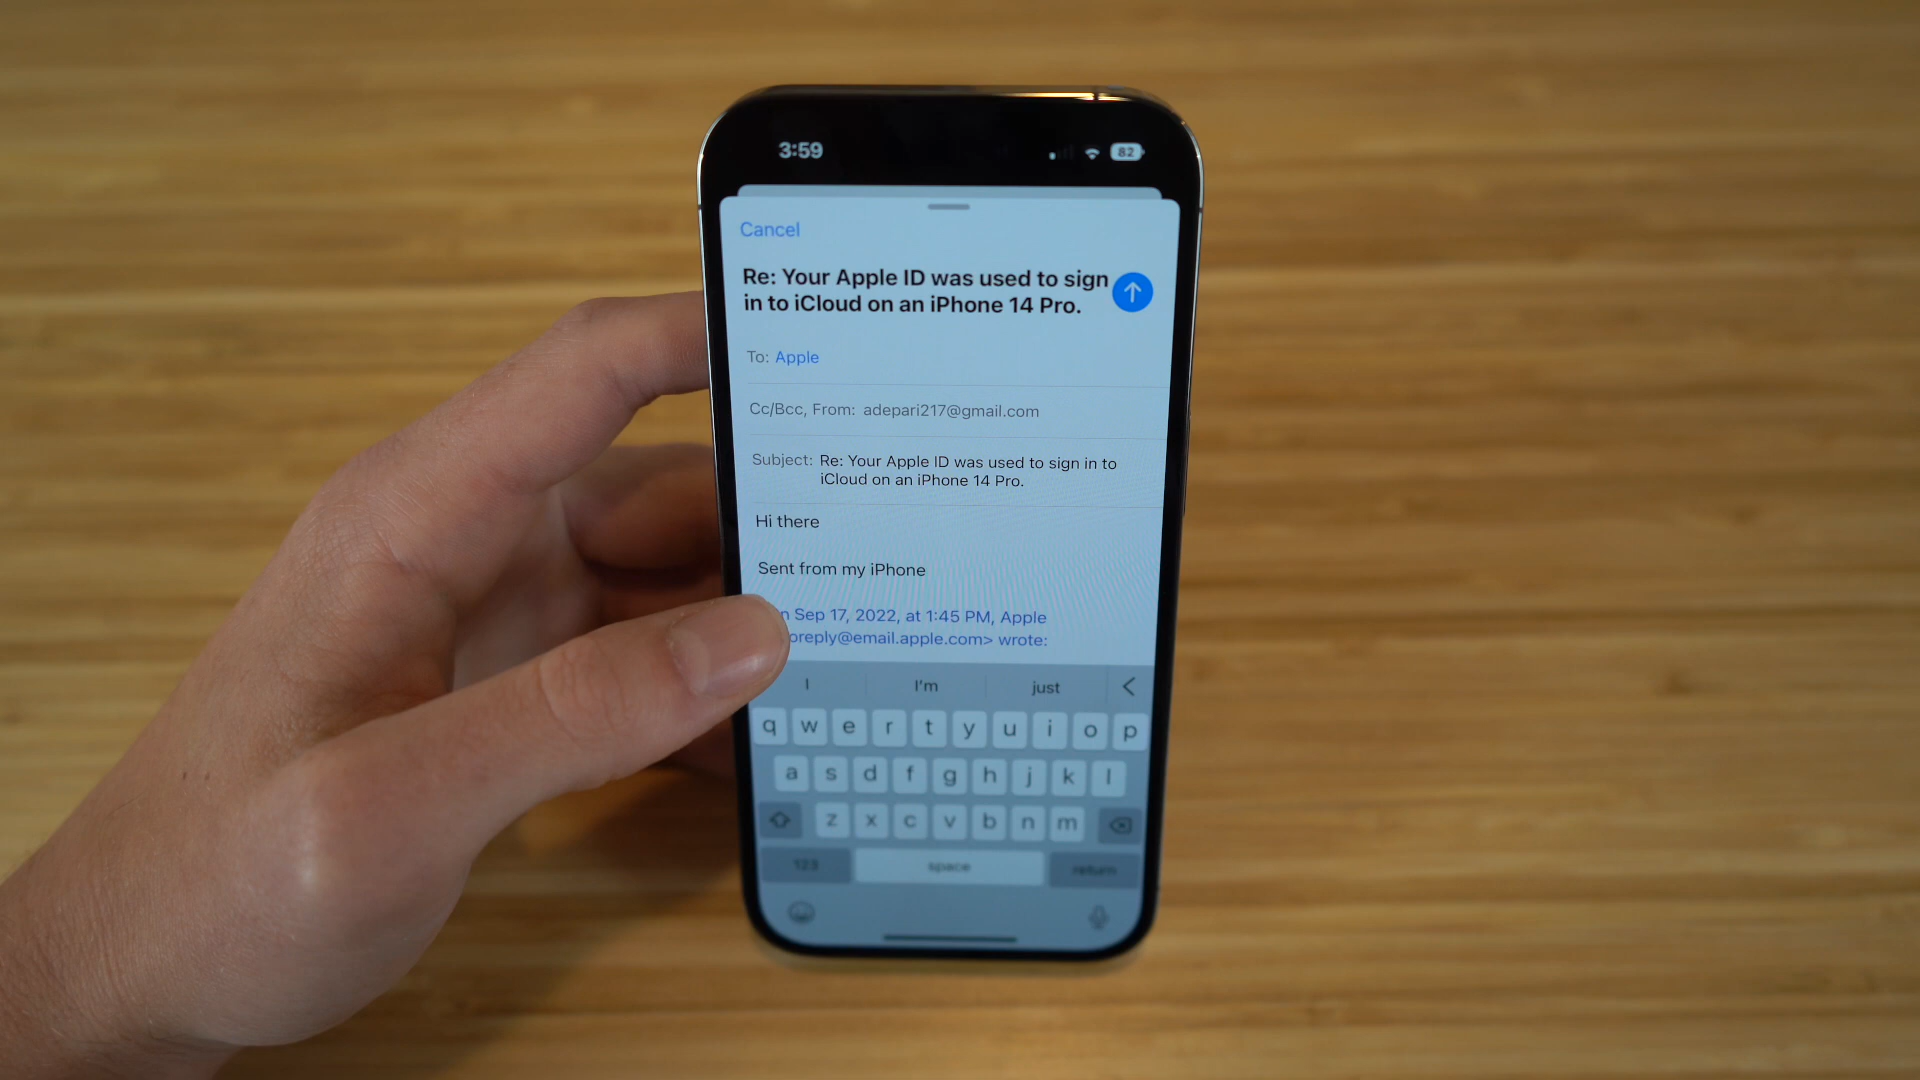 3:59
82
Cancel
Re: Your Apple ID was used to sign
in to iCloud on an iPhone 14 Pro.
To: Apple
Cc/Bcc, From: adepari217@gmail.com
Subject: Re: Your Apple ID was used to sign in to
iCloud on an iPhone 14 Pro.
Hi there
Sent from my iPhone
Sep 17, 2022, at 1:45 PM, Apple
oreply@email.apple.com> wrote:
I I'm just
q w e r t y u i o p
a s d f g h j k l
z x c v b n m
123 space return